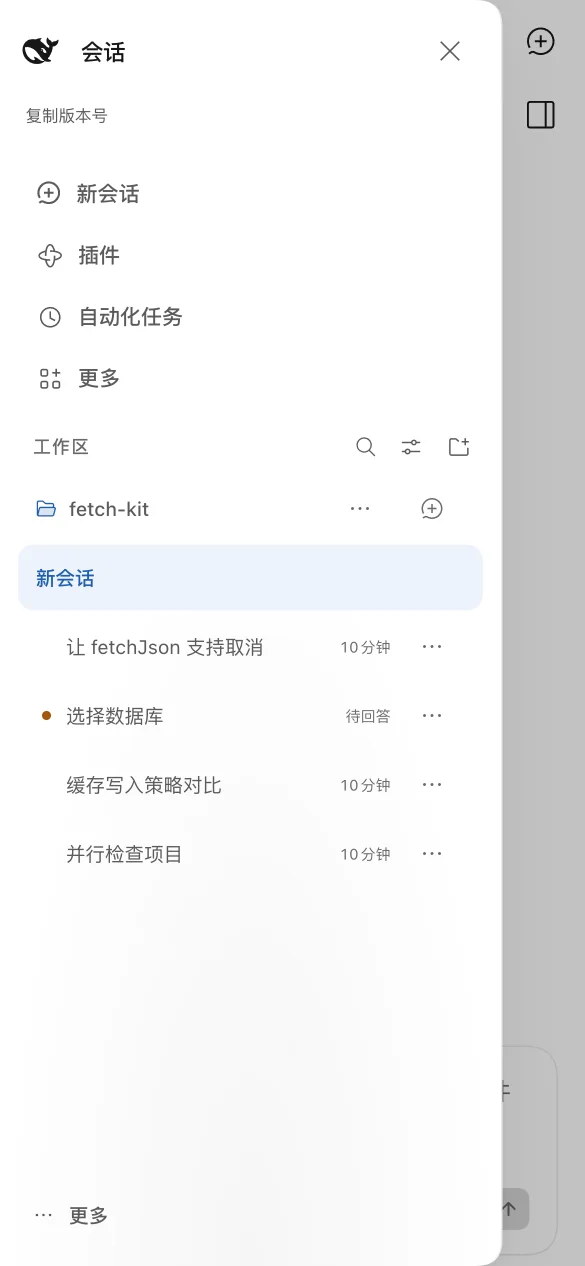 会话
复制版本号
新会话
插件
自动化任务
更多
工作区
fetch-kit
新会话
让 fetchJson 支持取消 10分钟
选择数据库 待回答
缓存写入策略对比 10分钟
并行检查项目 10分钟
更多